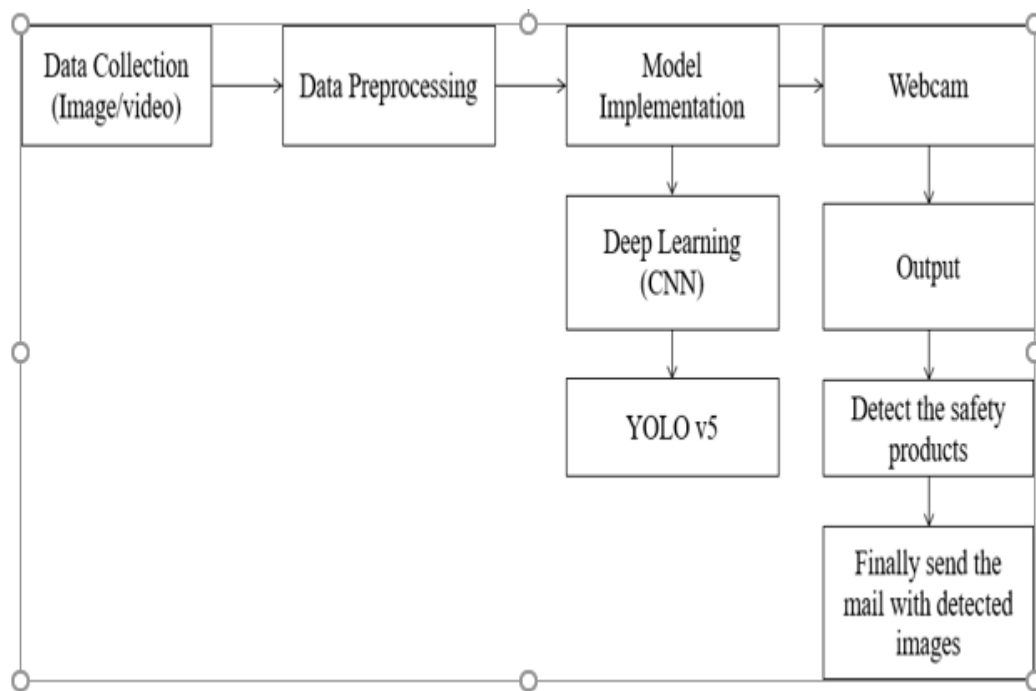 Data Collection
(Image/video)
Data Preprocessing
Model
Implementation
Webcam
Deep Learning
(CNN)
Output
YOLO v5
Detect the safety
products
Finally send the
mail with detected
images